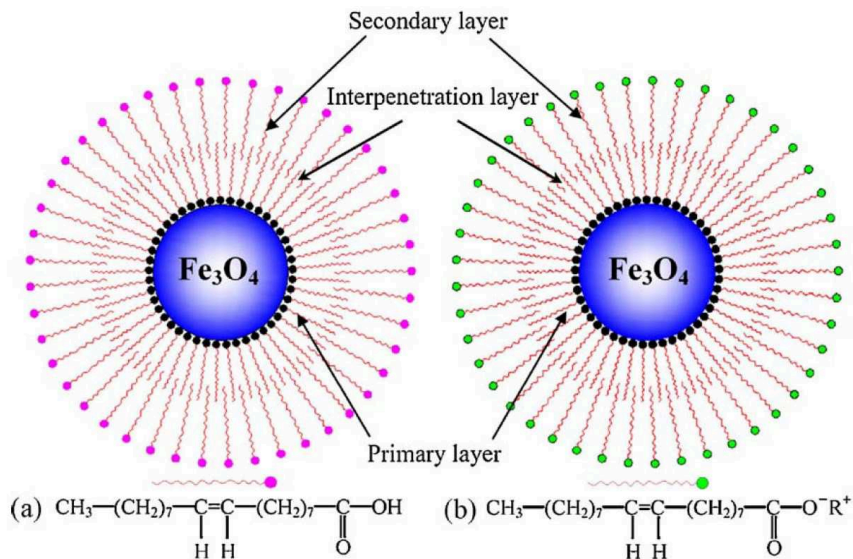 Secondary layer
Interpenetration layer
Fe₃O₄
Fe₃O₄
Primary layer
(a) CH₃—(CH₂)₇—C=C—(CH₂)₇—C—OH
H H O
(b) CH₃—(CH₂)₇—C=C—(CH₂)₇—C—O⁻R⁺
H H O